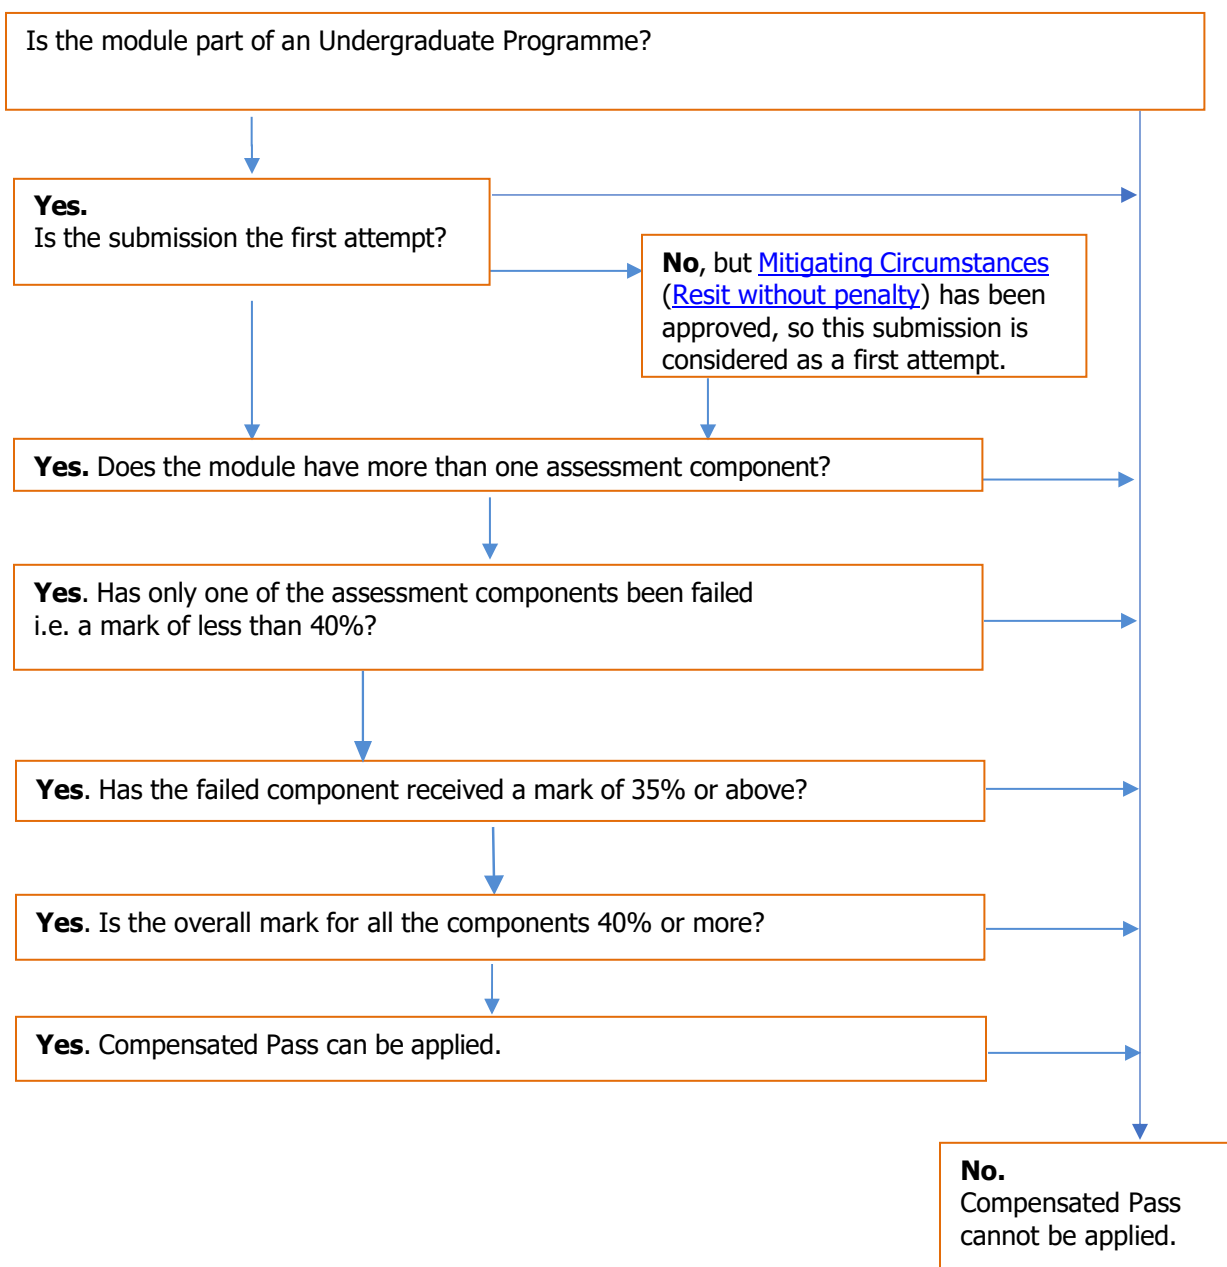 Is the module part of an Undergraduate Programme?
Yes.
Is the submission the first attempt?
No, but Mitigating Circumstances
(Resit without penalty) has been
approved, so this submission is
considered as a first attempt.
Yes. Does the module have more than one assessment component?
Yes. Has only one of the assessment components been failed
i.e. a mark of less than 40%?
Yes. Has the failed component received a mark of 35% or above?
Yes. Is the overall mark for all the components 40% or more?
Yes. Compensated Pass can be applied.
No.
Compensated Pass
cannot be applied.